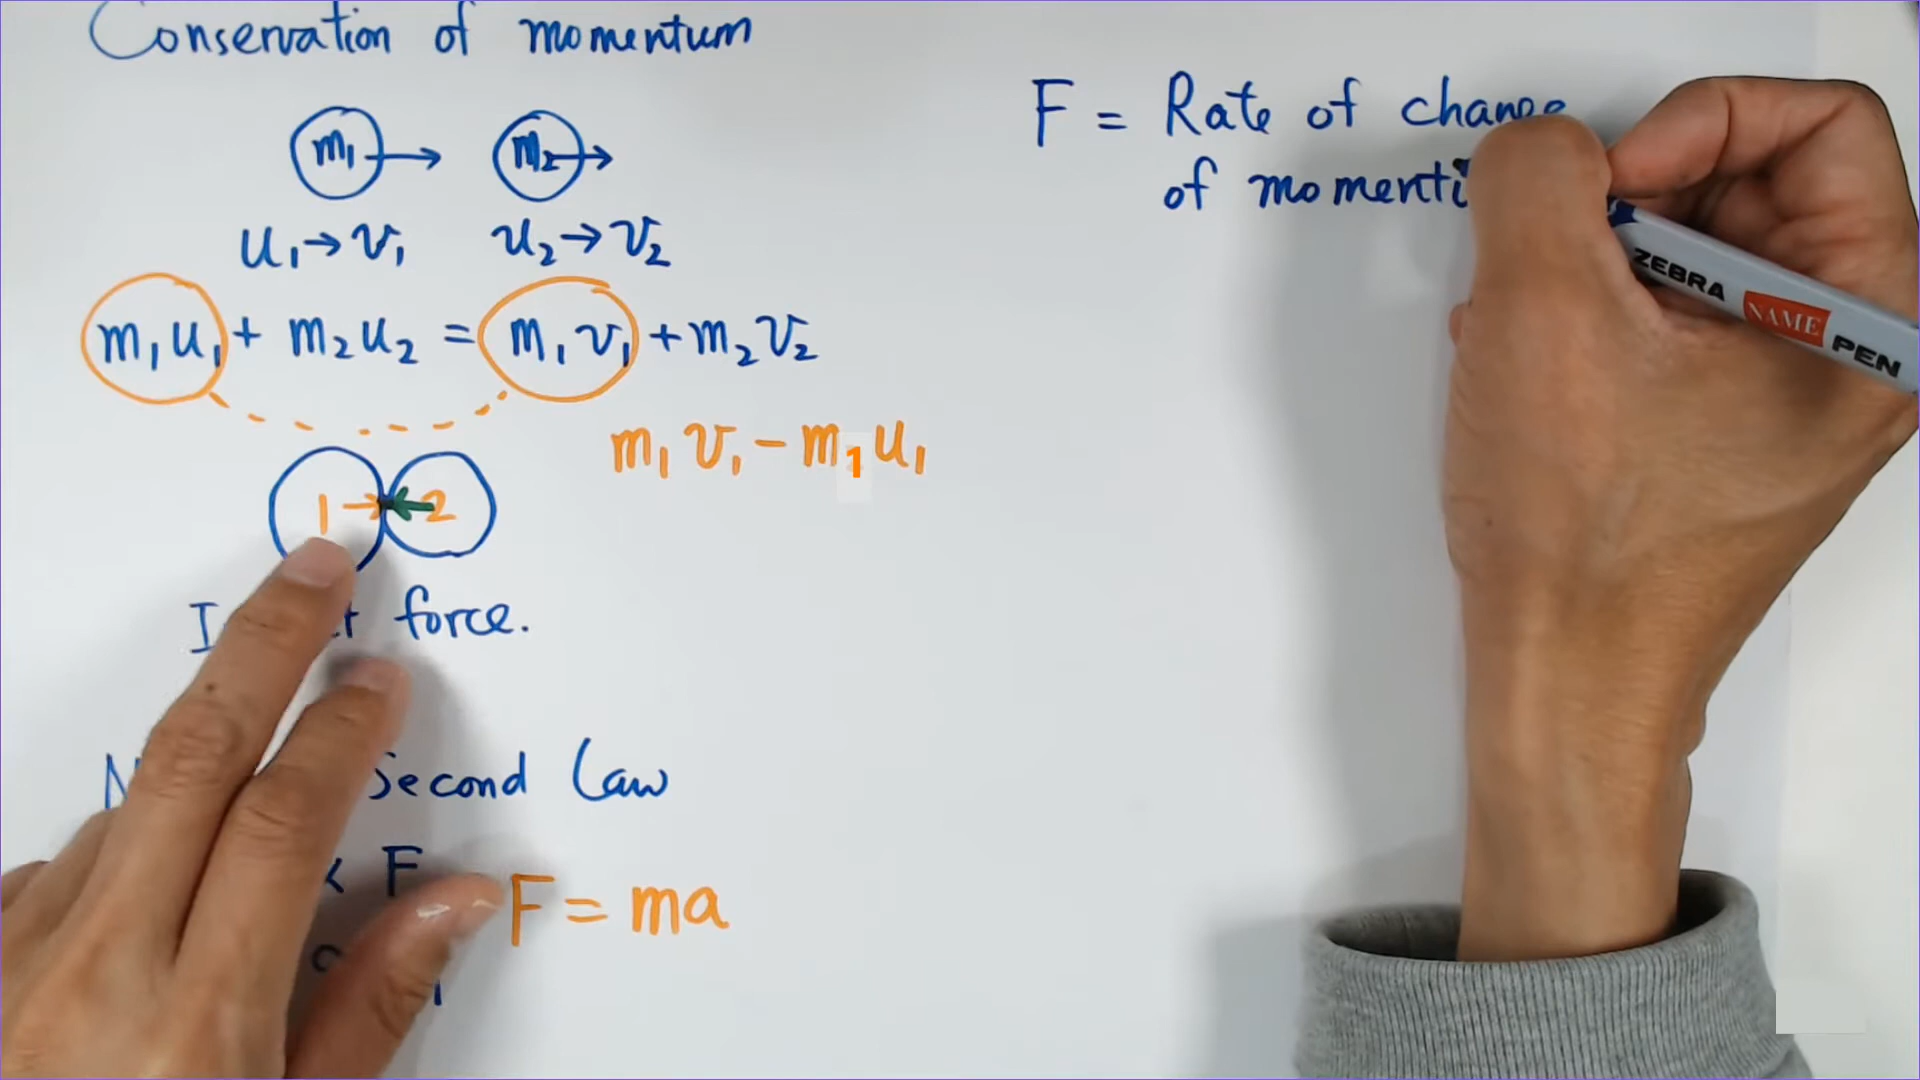 Conservation of momentum
m₁ → m₂ →
u₁→v₁ u₂→v₂
m₁u₁ + m₂u₂ = m₁v₁ + m₂v₂
m₁v₁ - m₁u₁
1 → ← 2
force.
Second Law
F
F = ma
F = Rate of change
of
ZEBRA NAME PEN